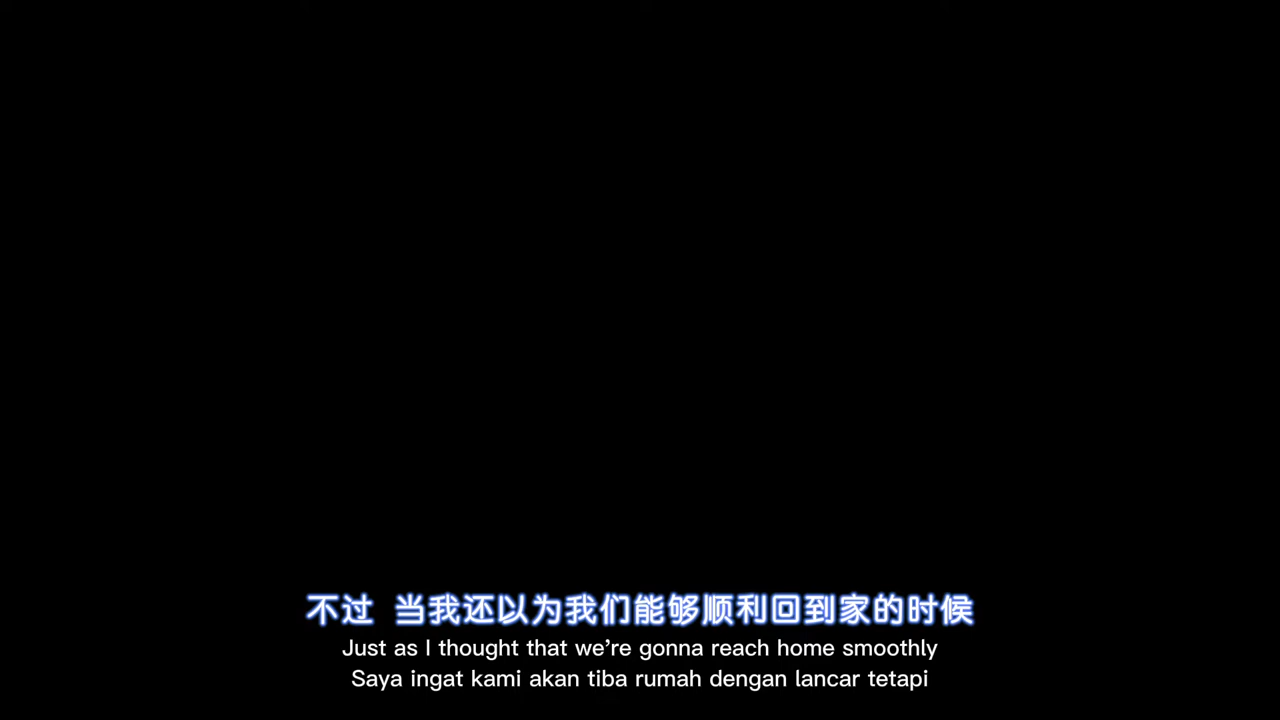 不过 当我还以为我们能够顺利回到家的时候
Just as I thought that we’re gonna reach home smoothly
Saya ingat kami akan tiba rumah dengan lancar tetapi